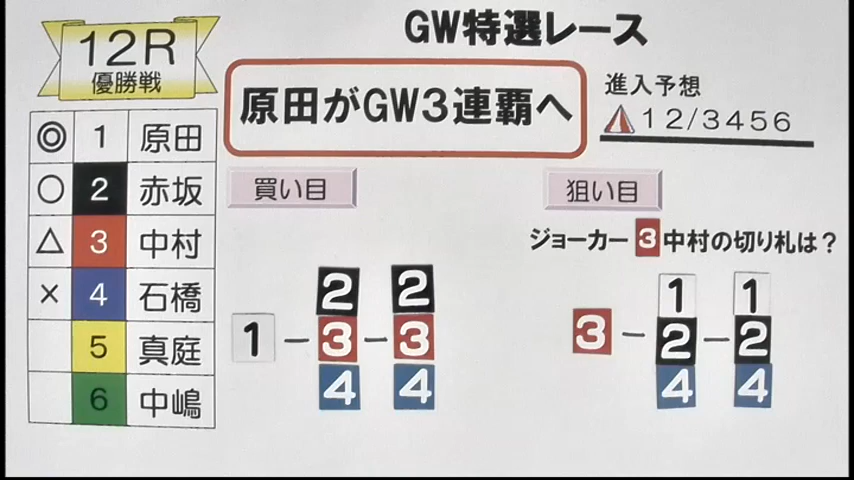 12R
優勝戦
GW特選レース
原田がGW3連覇へ
進入予想
12/3456
◎ 1 原田
○ 2 赤坂
△ 3 中村
× 4 石橋
5 真庭
6 中嶋
買い目
2 2
1-3-3
4 4
狙い目
ジョーカー3中村の切り札は?
1 1
3-2-2
4 4